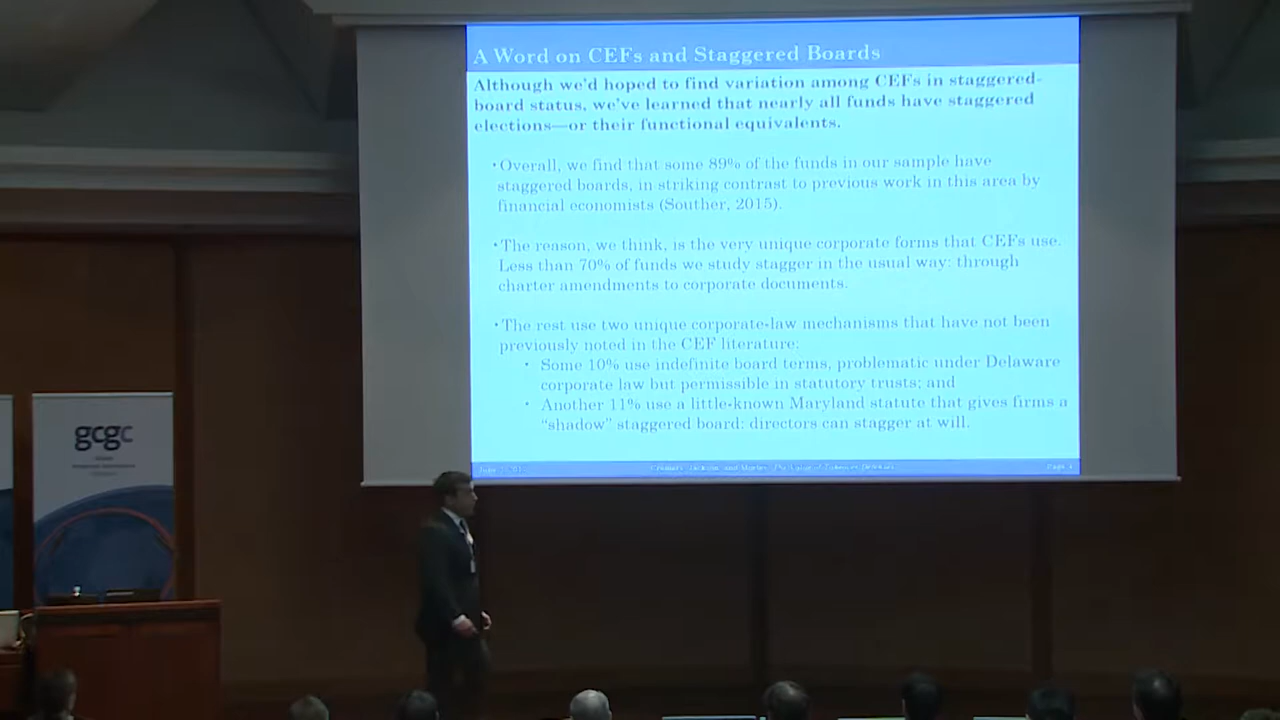 A Word on CEFs and Staggered Boards
Although we'd hoped to find variation among CEFs in staggered-
board status, we've learned that nearly all funds have staggered
elections—or their functional equivalents.
•Overall, we find that some 89% of the funds in our sample have
staggered boards, in striking contrast to previous work in this area by
financial economists (Souther, 2015).
•The reason, we think, is the very unique corporate forms that CEFs use.
Less than 70% of funds we study stagger in the usual way: through
charter amendments to corporate documents.
•The rest use two unique corporate-law mechanisms that have not been
previously noted in the CEF literature:
• Some 10% use indefinite board terms, problematic under Delaware
corporate law but permissible in statutory trusts; and
• Another 11% use a little-known Maryland statute that gives firms a
"shadow" staggered board: directors can stagger at will.
gcgc